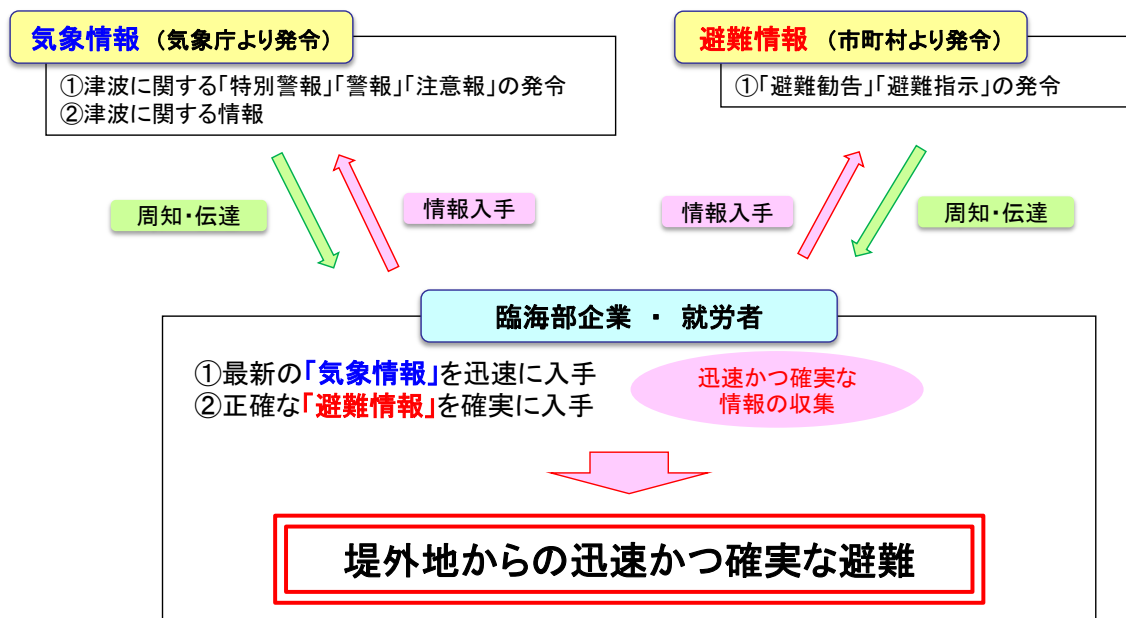 気象情報 (気象庁より発令)
①津波に関する「特別警報」「警報」「注意報」の発令
②津波に関する情報
避難情報 (市町村より発令)
①「避難勧告」「避難指示」の発令
周知・伝達
情報入手
情報入手
周知・伝達
臨海部企業 ・ 就労者
①最新の「気象情報」を迅速に入手
②正確な「避難情報」を確実に入手
迅速かつ確実な
情報の収集
堤外地からの迅速かつ確実な避難